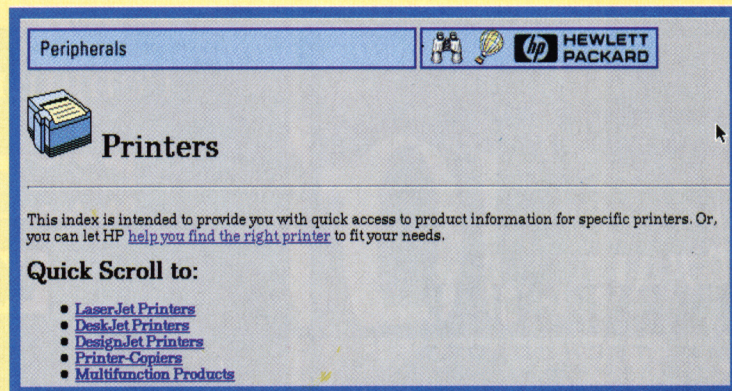 Peripherals
hp HEWLETT
PACKARD
Printers
This index is intended to provide you with quick access to product information for specific printers. Or,
you can let HP help you find the right printer to fit your needs.
Quick Scroll to:
• LaserJet Printers
• DeskJet Printers
• DesignJet Printers
• Printer-Copiers
• Multifunction Products